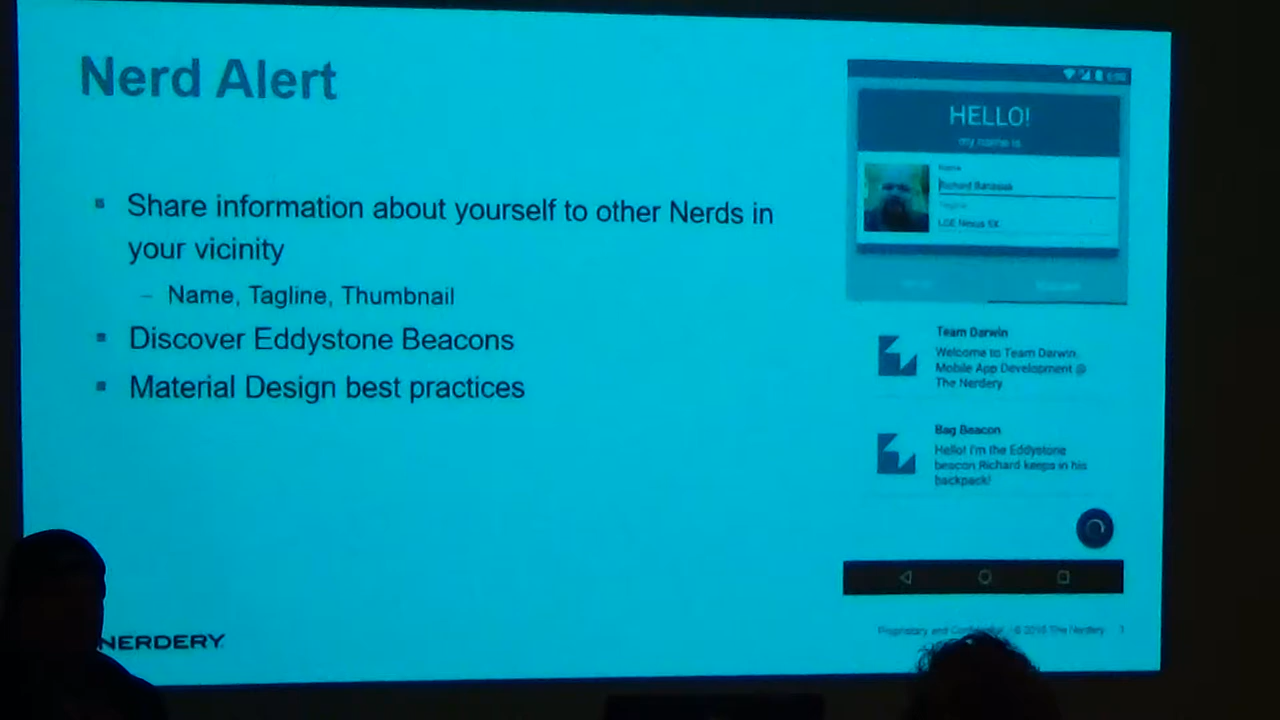 Nerd Alert
Share information about yourself to other Nerds in
your vicinity
– Name, Tagline, Thumbnail
Discover Eddystone Beacons
Material Design best practices
HELLO!
my name is
Name
Richard Banasiak
Tagline
LGE Nexus 5X
Team Darwin
Welcome to Team Darwin,
Mobile App Development @
The Nerdery
Bag Beacon
Hello! I'm the Eddystone
beacon Richard keeps in his
backpack!
NERDERY
Proprietary and The Nerdery